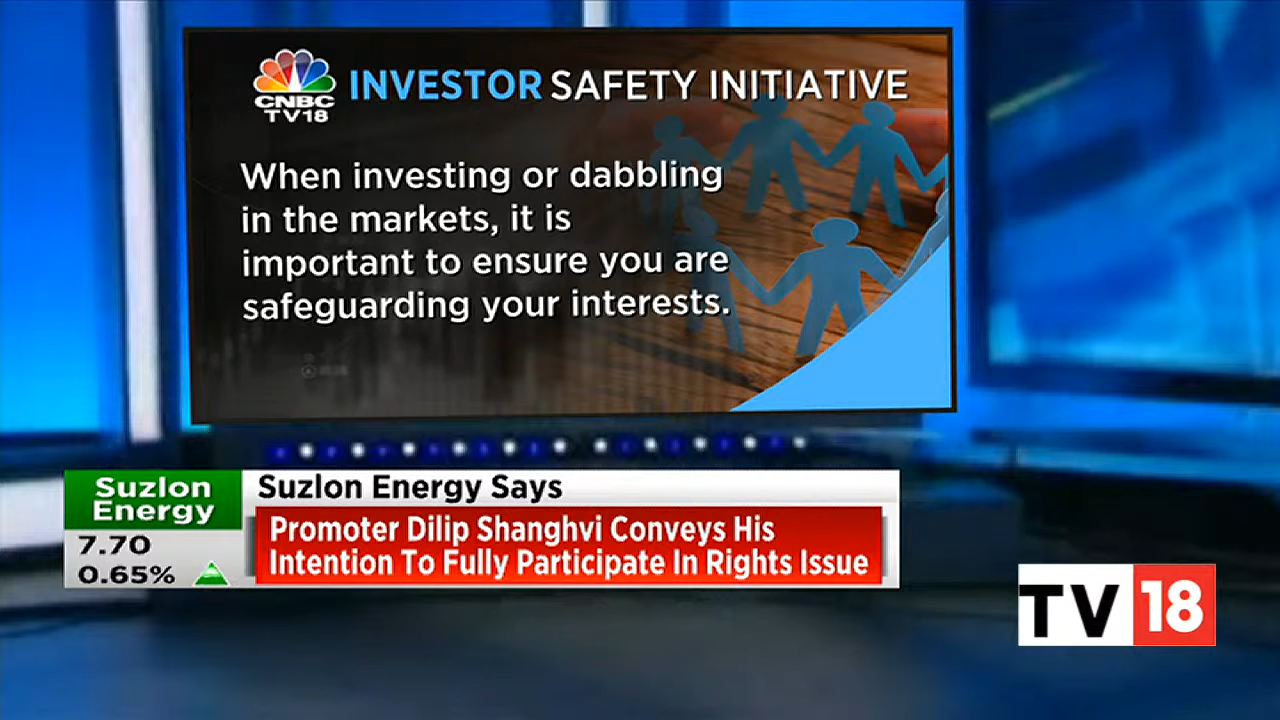 CNBC
TV18
INVESTOR SAFETY INITIATIVE
When investing or dabbling
in the markets, it is
important to ensure you are
safeguarding your interests.
Suzlon
Energy
7.70
0.65%
Suzlon Energy Says
Promoter Dilip Shanghvi Conveys His
Intention To Fully Participate In Rights Issue
TV18